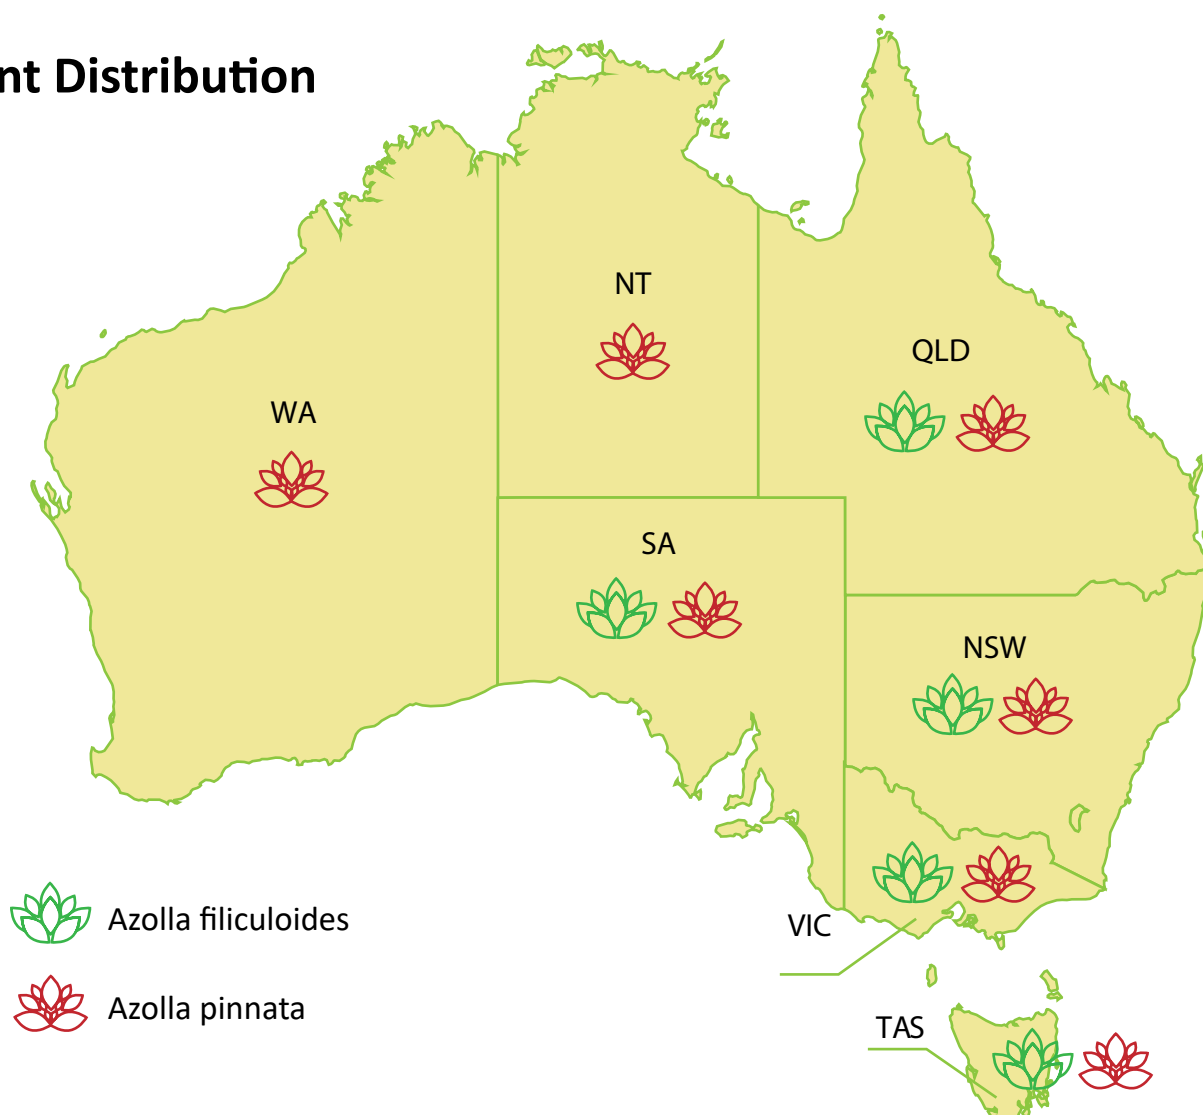 nt Distribution
NT
QLD
WA
SA
NSW
Azolla filiculoides
VIC
Azolla pinnata
TAS